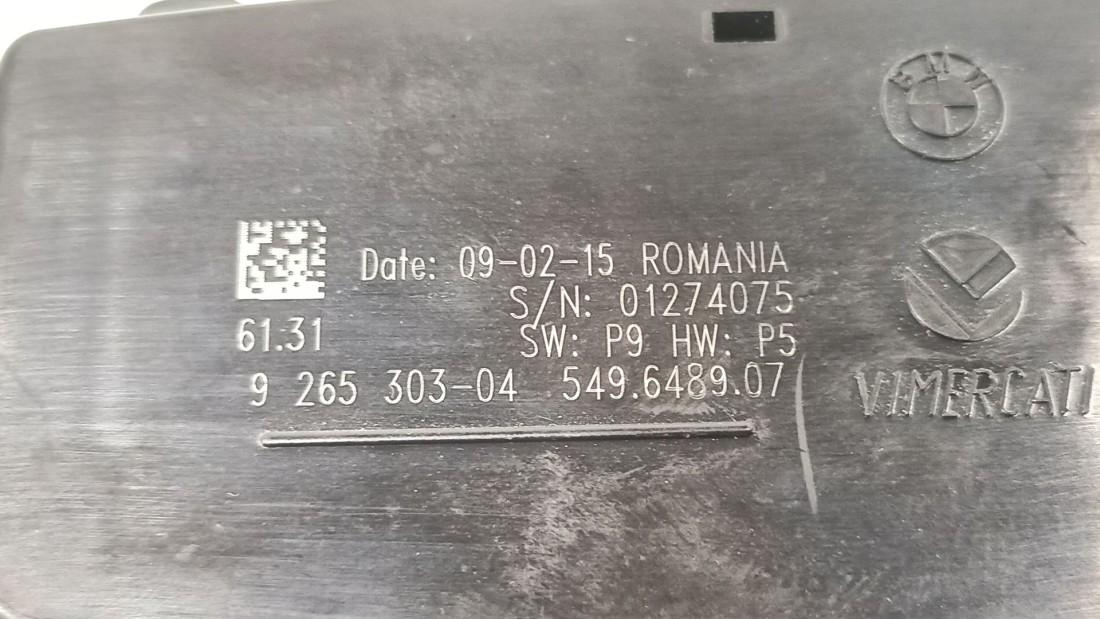 BMW
Date: 09-02-15 ROMANIA
S/N: 01274075
61.31
SW: P9 HW: P5
9 265 303-04 549.6489.07
VIMERCATI